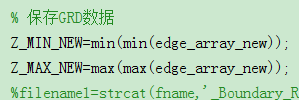 % 保存GRD数据
Z_MIN_NEW=min(min(edge_array_new));
Z_MAX_NEW=max(max(edge_array_new));
%filename1=strcat(fname,'_Boundary_R